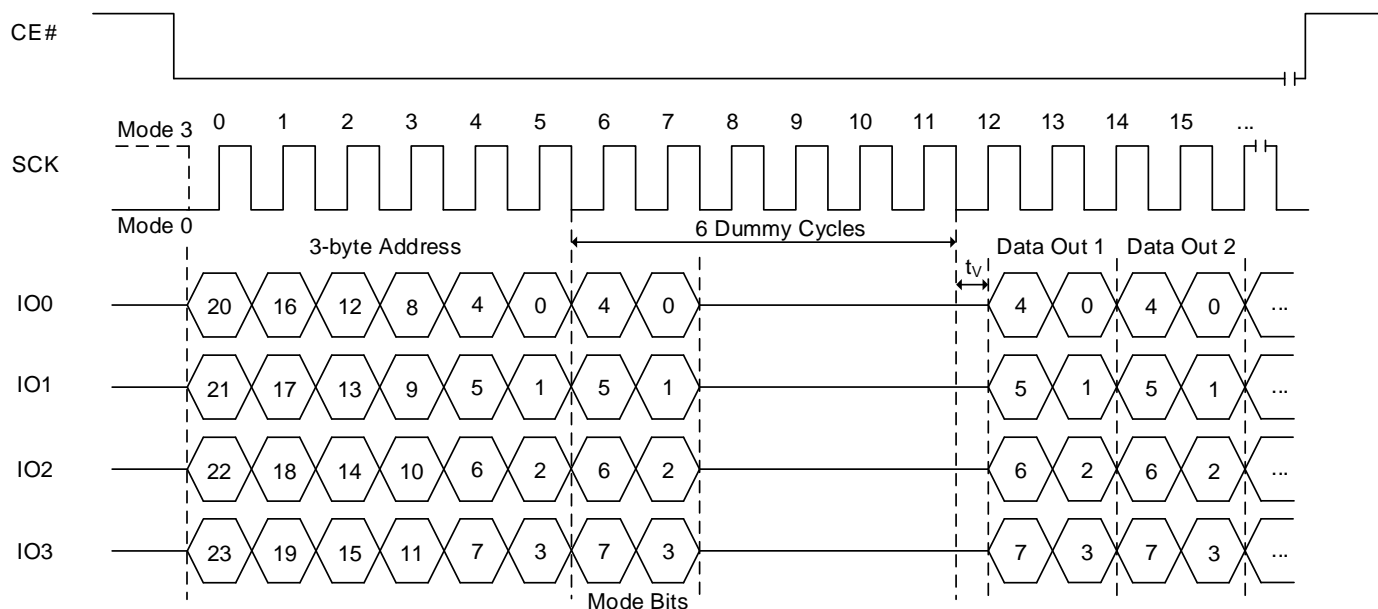 CE#
0 1 2 3 4 5 6 7 8 9 10 11 12 13 14 15 ...
Mode 3
SCK
Mode 0
3-byte Address
6 Dummy Cycles
Data Out 1 Data Out 2
tV
IO0 20 16 12 8 4 0 4 0 4 0 4 0 ...
IO1 21 17 13 9 5 1 5 1 5 1 5 1 ...
IO2 22 18 14 10 6 2 6 2 6 2 6 2 ...
IO3 23 19 15 11 7 3 7 3 7 3 7 3 ...
Mode Bits